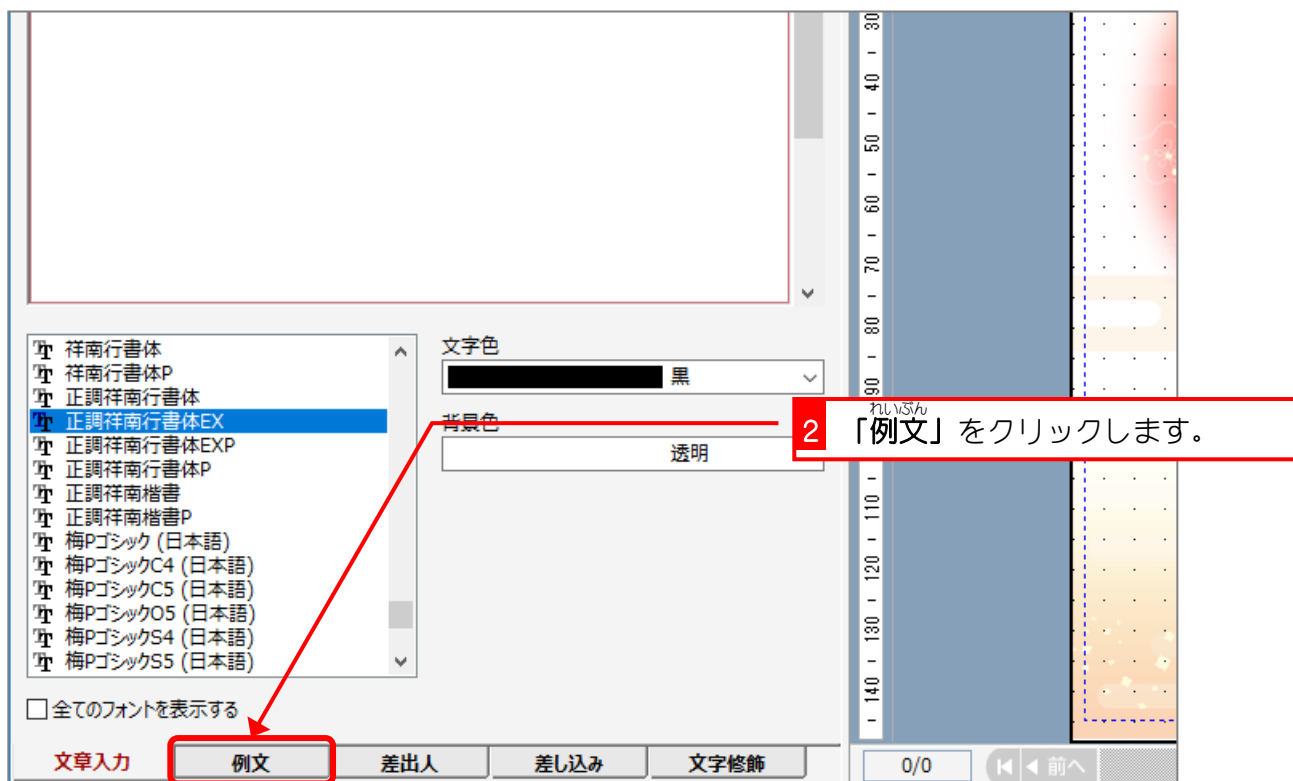 祥南行書体
祥南行書体P
正調祥南行書体
正調祥南行書体EX
正調祥南行書体EXP
正調祥南行書体P
正調祥南楷書
正調祥南楷書P
梅Pゴシック (日本語)
梅PゴシックC4 (日本語)
梅PゴシックC5 (日本語)
梅PゴシックO5 (日本語)
梅PゴシックS4 (日本語)
梅PゴシックS5 (日本語)
全てのフォントを表示する
文字色
黒
背景色
透明
れいぶん
2 「例文」をクリックします。
文章入力 例文 差出人 差し込み 文字修飾
30
40
50
60
70
80
90
110
120
130
140
0/0 前へ